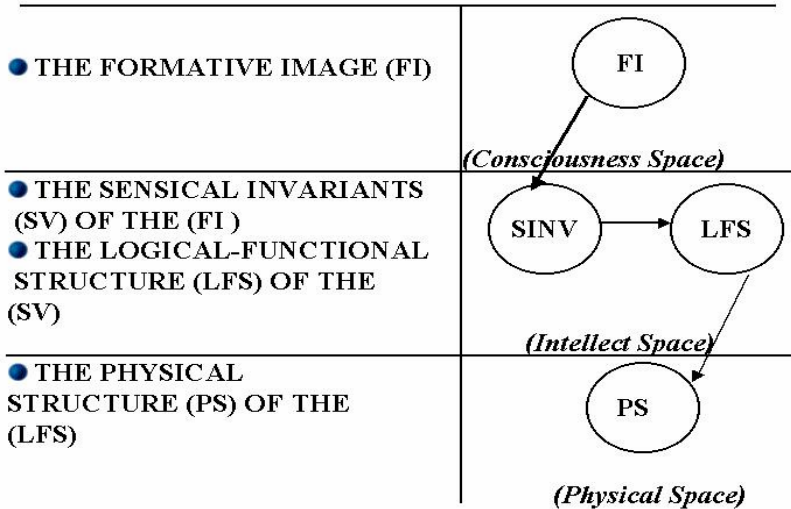 THE FORMATIVE IMAGE (FI)
FI
(Consciousness Space)
THE SENSICAL INVARIANTS
(SV) OF THE (FI )
THE LOGICAL-FUNCTIONAL
STRUCTURE (LFS) OF THE
(SV)
SINV
LFS
(Intellect Space)
THE PHYSICAL
STRUCTURE (PS) OF THE
(LFS)
PS
(Physical Space)